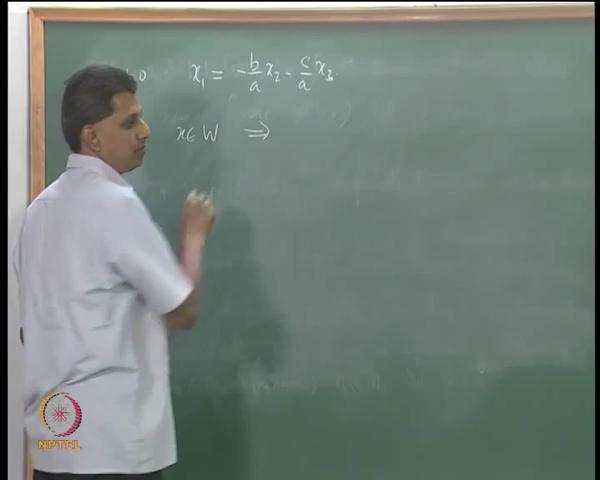 x₁ = -b/a x₂ - c/a x₃.
x ∈ W ⇒
NPTEL